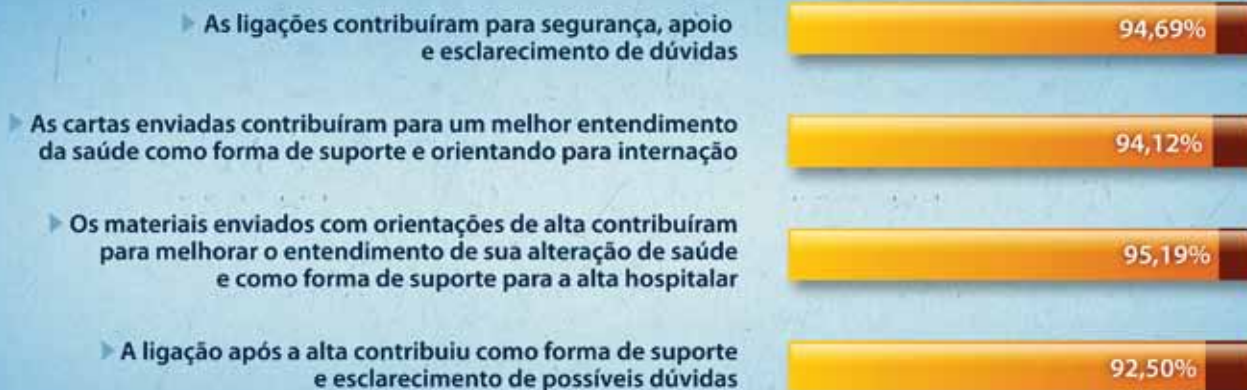 As ligações contribuíram para segurança, apoio
e esclarecimento de dúvidas
94,69%
As cartas enviadas contribuíram para um melhor entendimento
da saúde como forma de suporte e orientando para internação
94,12%
Os materiais enviados com orientações de alta contribuíram
para melhorar o entendimento de sua alteração de saúde
e como forma de suporte para a alta hospitalar
95,19%
A ligação após a alta contribuiu como forma de suporte
e esclarecimento de possíveis dúvidas
92,50%